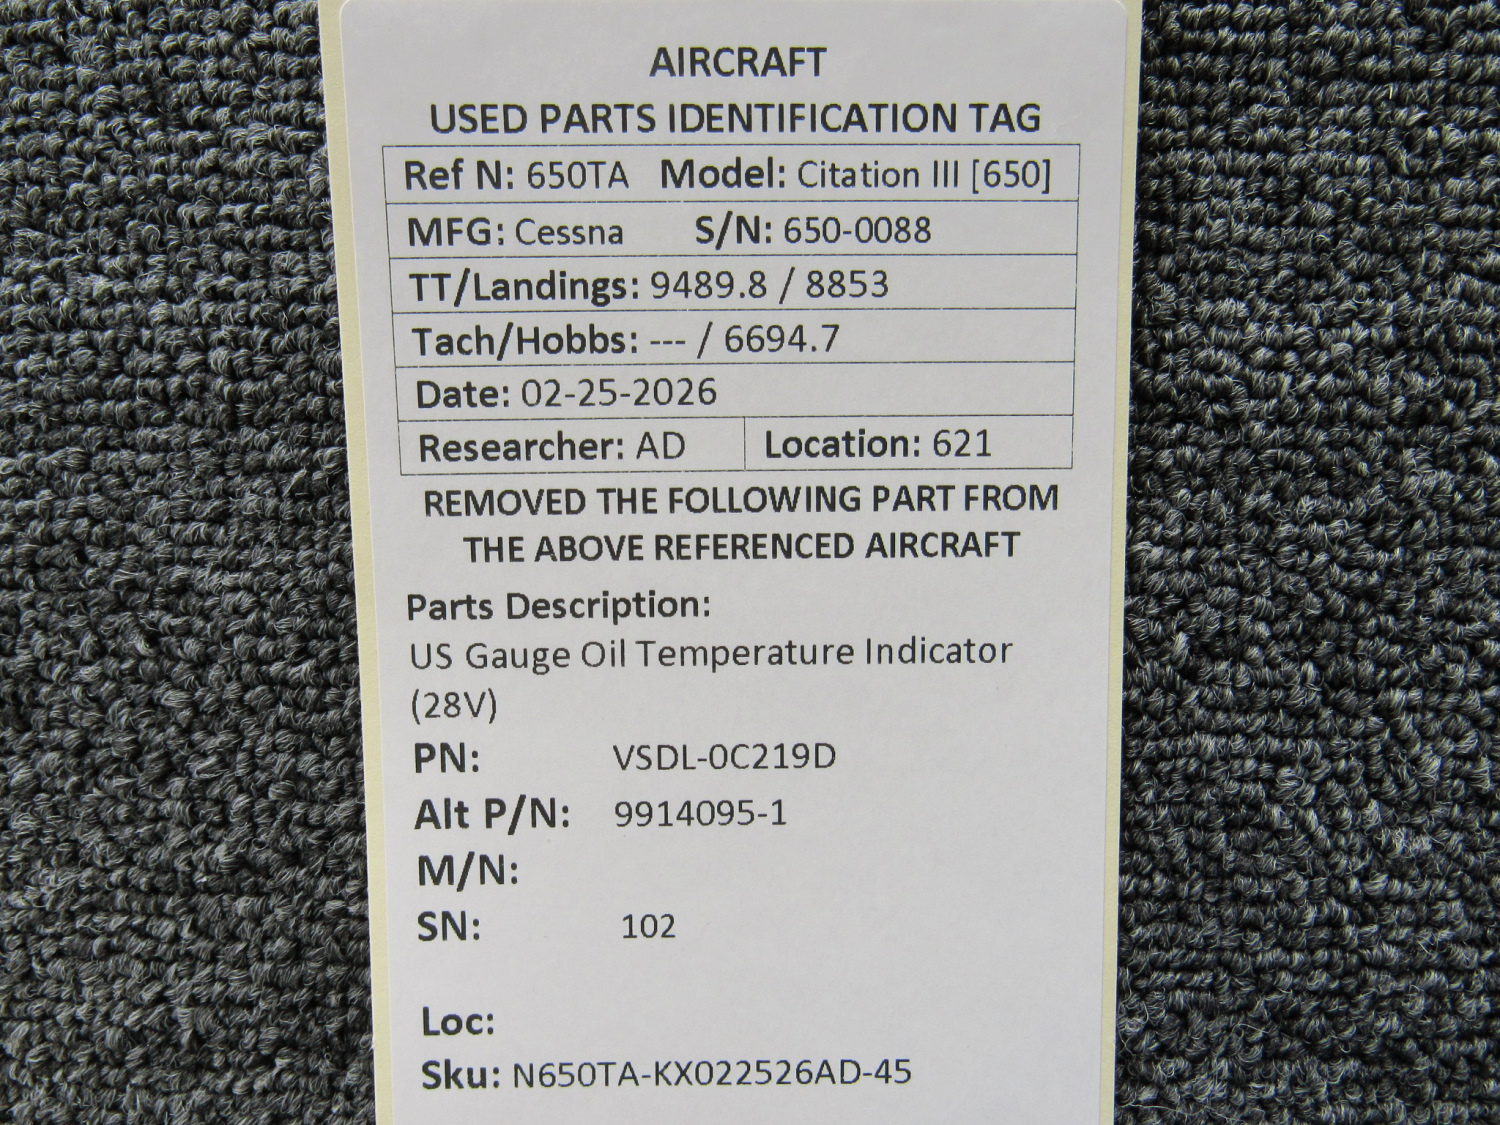 AIRCRAFT
USED PARTS IDENTIFICATION TAG
Ref N: 650TA Model: Citation III [650]
MFG: Cessna S/N: 650-0088
TT/Landings: 9489.8 / 8853
Tach/Hobbs: --- / 6694.7
Date: 02-25-2026
Researcher: AD Location: 621
REMOVED THE FOLLOWING PART FROM
THE ABOVE REFERENCED AIRCRAFT
Parts Description:
US Gauge Oil Temperature Indicator
(28V)
PN: VSDL-0C219D
Alt P/N: 9914095-1
M/N:
SN: 102
Loc:
Sku: N650TA-KX022526AD-45